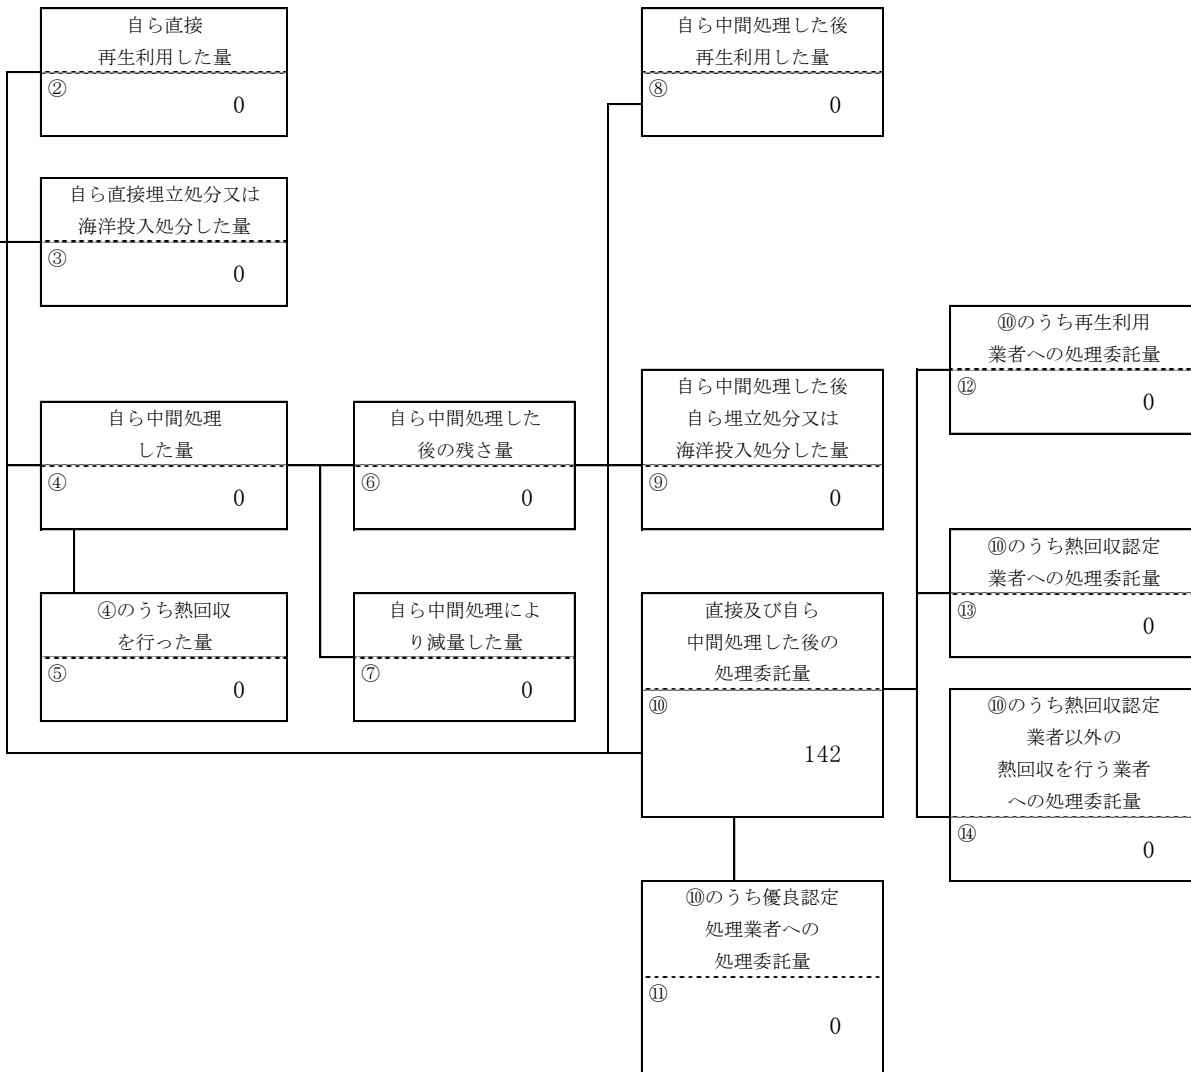 自ら直接
再生利用した量
②
0
自ら中間処理した後
再生利用した量
⑧
0
自ら直接埋立処分又は
海洋投入処分した量
③
0
⑩のうち再生利用
業者への処理委託量
⑫
0
自ら中間処理
した量
④
0
自ら中間処理した
後の残さ量
⑥
0
自ら中間処理した後
自ら埋立処分又は
海洋投入処分した量
⑨
0
⑩のうち熱回収認定
業者への処理委託量
⑬
0
④のうち熱回収
を行った量
⑤
0
自ら中間処理によ
り減量した量
⑦
0
直接及び自ら
中間処理した後の
処理委託量
⑩
142
⑩のうち熱回収認定
業者以外の
熱回収を行う業者
への処理委託量
⑭
0
⑩のうち優良認定
処理業者への
処理委託量
⑪
0